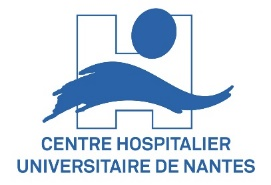 CENTRE HOSPITALIER
UNIVERSITAIRE DE NANTES